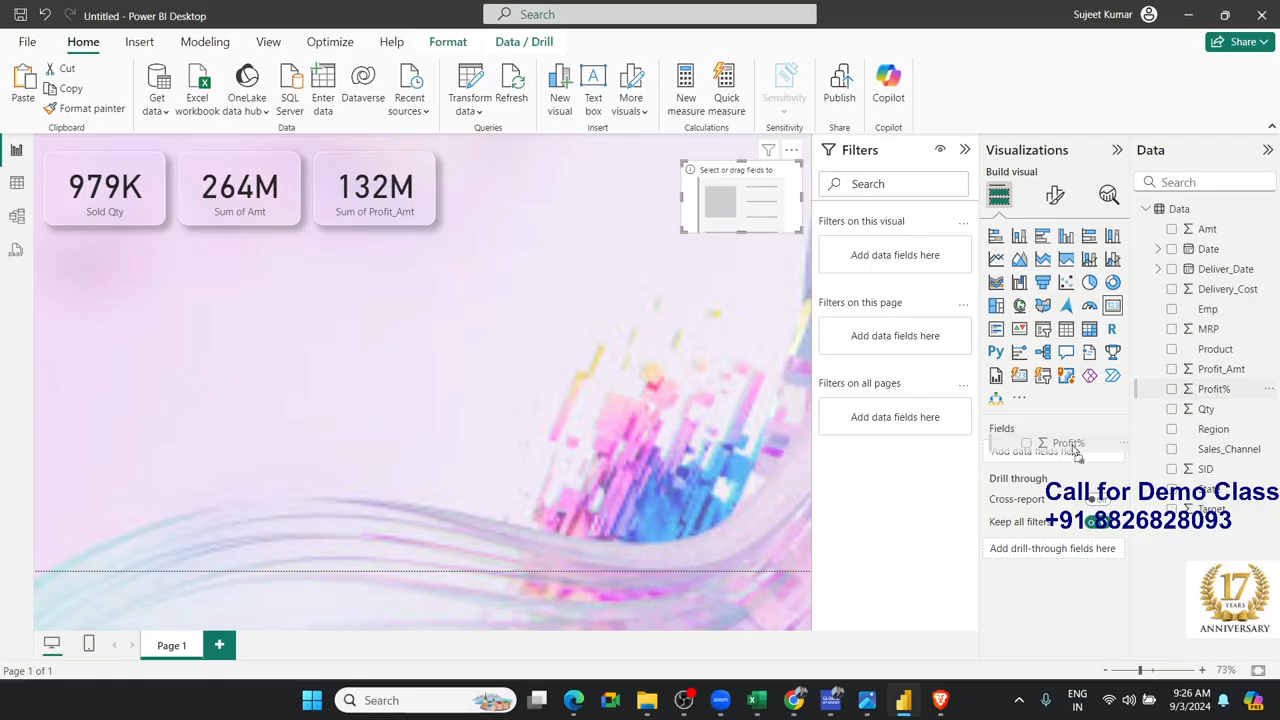 Untitled - Power BI Desktop
Search
Sujeet Kumar
File
Home
Insert
Modeling
View
Optimize
Help
Format
Data / Drill
Share
Paste
Cut
Copy
Format painter
Clipboard
Get data
Excel workbook
OneLake data hub
SQL Server
Enter data
Dataverse
Recent sources
Data
Transform data
Refresh
Queries
New visual
Text box
More visuals
Insert
New measure
Quick measure
Calculations
Sensitivity
Sensitivity
Publish
Share
Copilot
Copilot
979K
Sold Qty
264M
Sum of Amt
132M
Sum of Profit_Amt
Select or drag fields to
Filters
Search
Filters on this visual
Add data fields here
Filters on this page
Add data fields here
Filters on all pages
Add data fields here
Visualizations
Build visual
Fields
Profit%
Add data fields here
Drill through
Cross-report
Keep all filters
Add drill-through fields here
Data
Search
Data
Amt
Date
Deliver_Date
Delivery_Cost
Emp
MRP
Product
Profit_Amt
Profit%
Qty
Region
Sales_Channel
SID
Target
Call for Demo Class
+91 8826828093
17
YEARS
ANNIVERSARY
Page 1
Page 1 of 1
73%
Search
ENG
IN
9:26 AM
9/3/2024